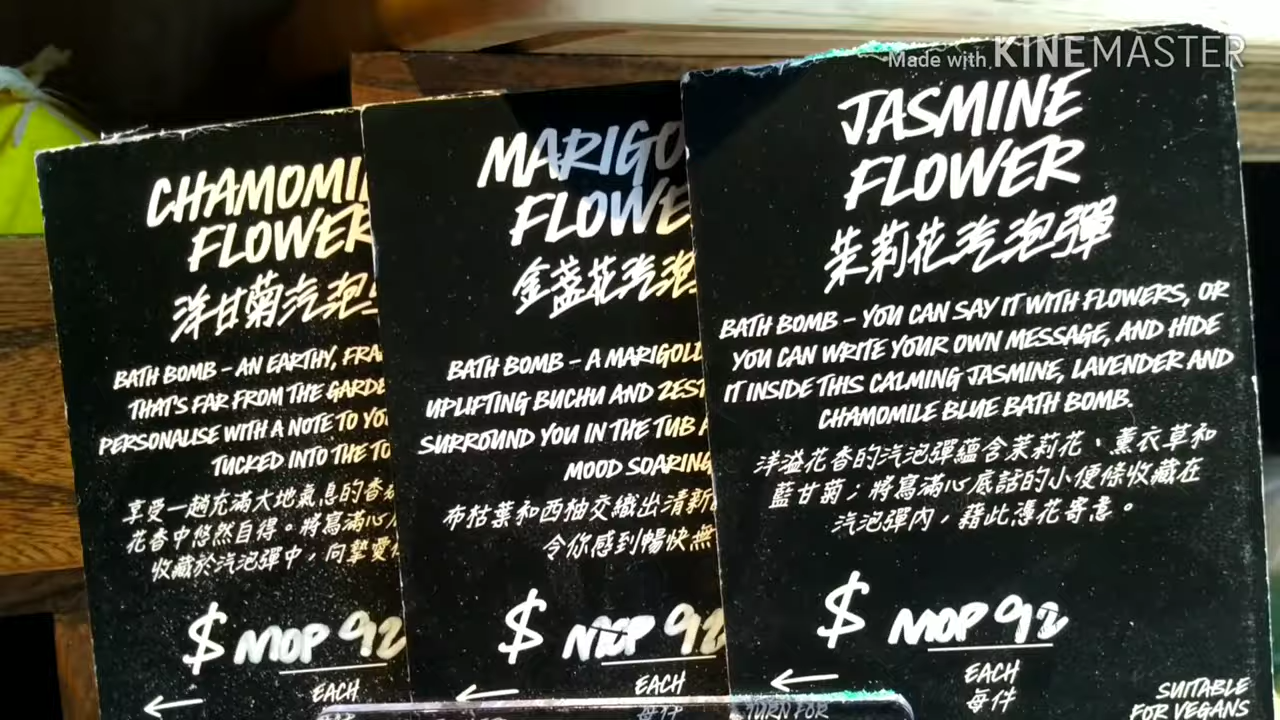 Made with KINEMASTER
CHAMOMI
FLOWER
洋甘菊汽泡
BATH BOMB – AN EARTHY,
THAT'S FAR FROM THE
PERSONALISE WITH A NOTE TO
TUCKED INTO THE
享受一趟充滿大地氣息的香
花香中悠然自得。將寫滿心
收藏於汽泡彈中，向摯愛
$ MOP 92
EACH
MARIGO
FLOWE
金盞花汽泡
BATH BOMB – A MARIGOLD
UPLIFTING BUCHU AND
SURROUND YOU IN THE TUB
MOOD SOARING
布枯葉和西柚交織出清新
令你感到暢快無
$ MOP 92
EACH
每件
JASMINE
FLOWER
茉莉花汽泡彈
BATH BOMB – YOU CAN SAY IT WITH FLOWERS, OR
YOU CAN WRITE YOUR OWN MESSAGE, AND HIDE
IT INSIDE THIS CALMING JASMINE, LAVENDER AND
CHAMOMILE BLUE BATH BOMB.
洋溢花香的汽泡彈蘊含茉莉花、薰衣草和
藍甘菊；將寫滿心底話的小便條收藏在
汽泡彈內，藉此憑花寄意。
$ MOP 92
EACH
每件
TURN FOR
SUITABLE
FOR VEGANS